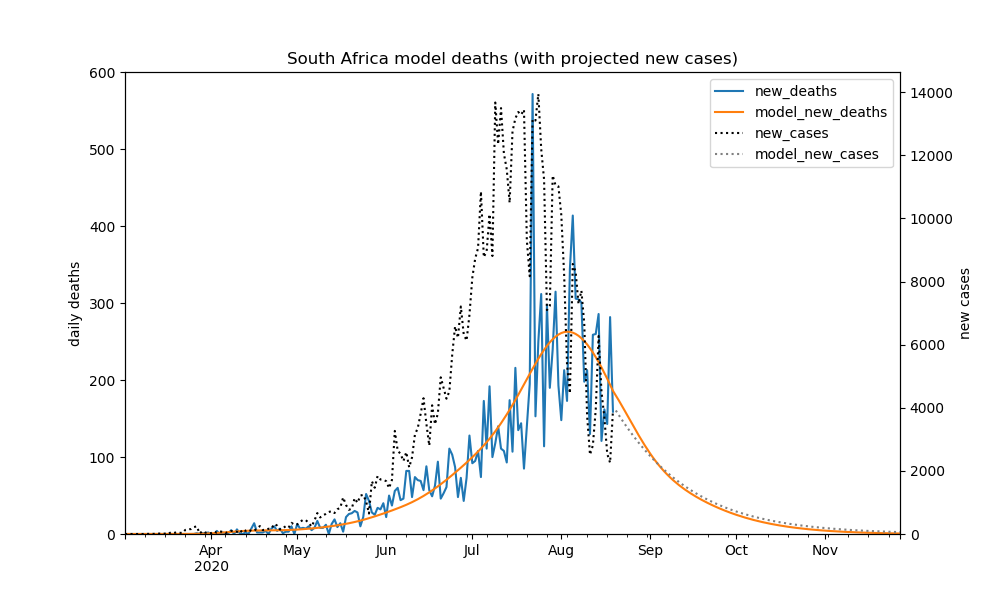 South Africa model deaths (with projected new cases)
600
500
400
300
200
100
0
daily deaths
14000
12000
10000
8000
6000
4000
2000
0
new cases
new_deaths
model_new_deaths
new_cases
model_new_cases
Apr May Jun Jul Aug Sep Oct Nov
2020